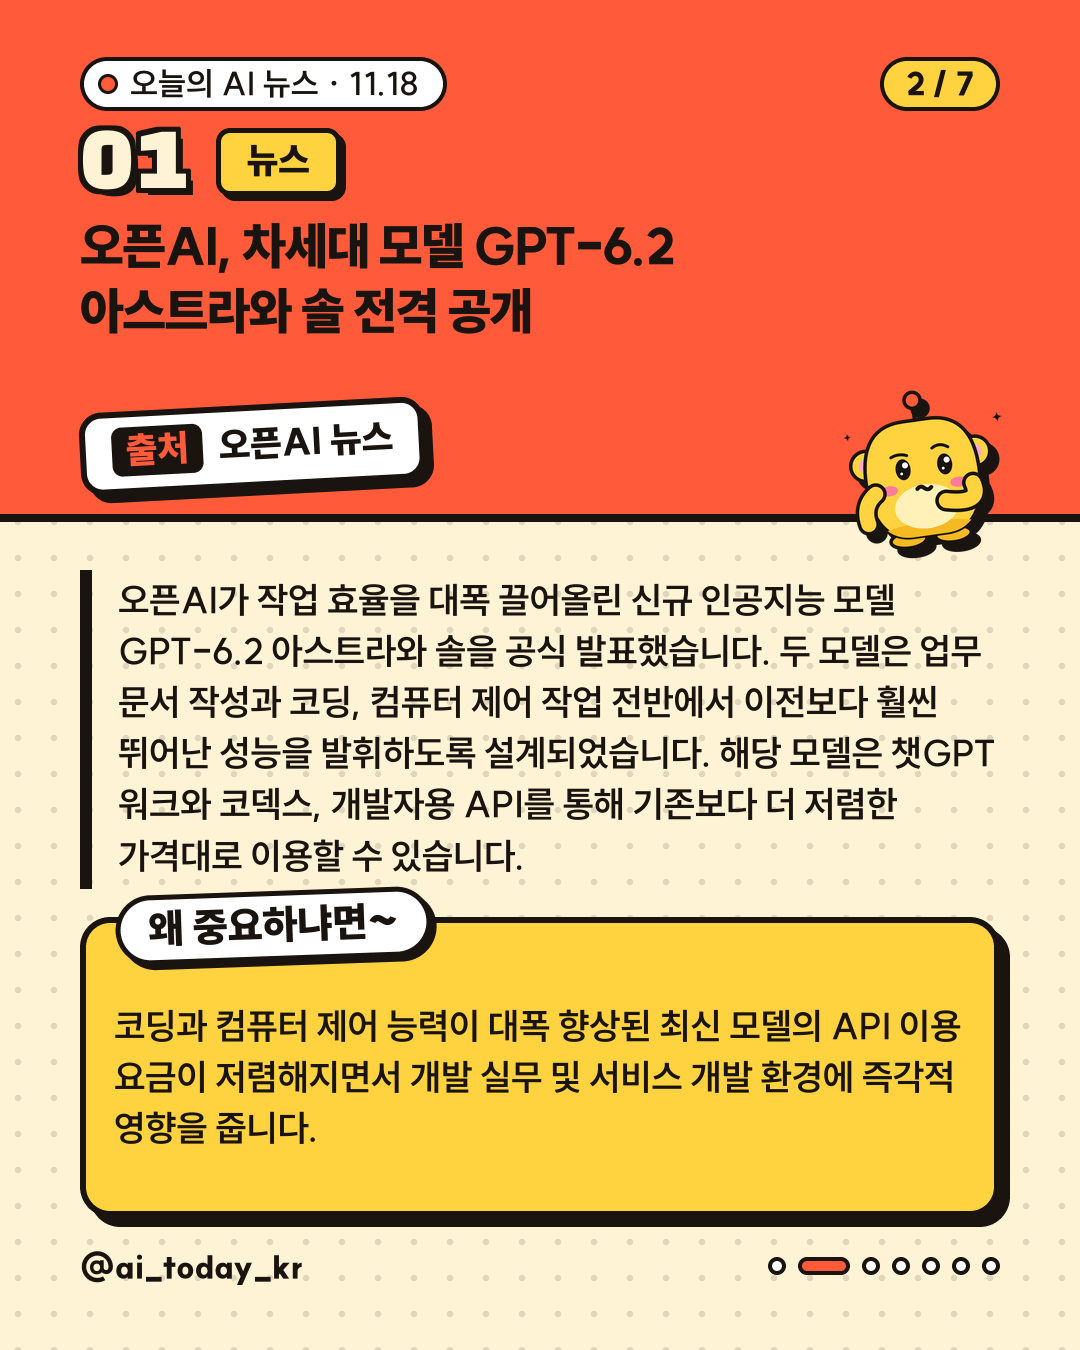 오늘의 AI 뉴스 · 11.18
2 / 7
01
뉴스
오픈AI, 차세대 모델 GPT-6.2
아스트라와 솔 전격 공개
출처 오픈AI 뉴스
오픈AI가 작업 효율을 대폭 끌어올린 신규 인공지능 모델
GPT-6.2 아스트라와 솔을 공식 발표했습니다. 두 모델은 업무
문서 작성과 코딩, 컴퓨터 제어 작업 전반에서 이전보다 훨씬
뛰어난 성능을 발휘하도록 설계되었습니다. 해당 모델은 챗GPT
워크와 코덱스, 개발자용 API를 통해 기존보다 더 저렴한
가격대로 이용할 수 있습니다.
왜 중요하냐면~
코딩과 컴퓨터 제어 능력이 대폭 향상된 최신 모델의 API 이용
요금이 저렴해지면서 개발 실무 및 서비스 개발 환경에 즉각적
영향을 줍니다.
@ai_today_kr